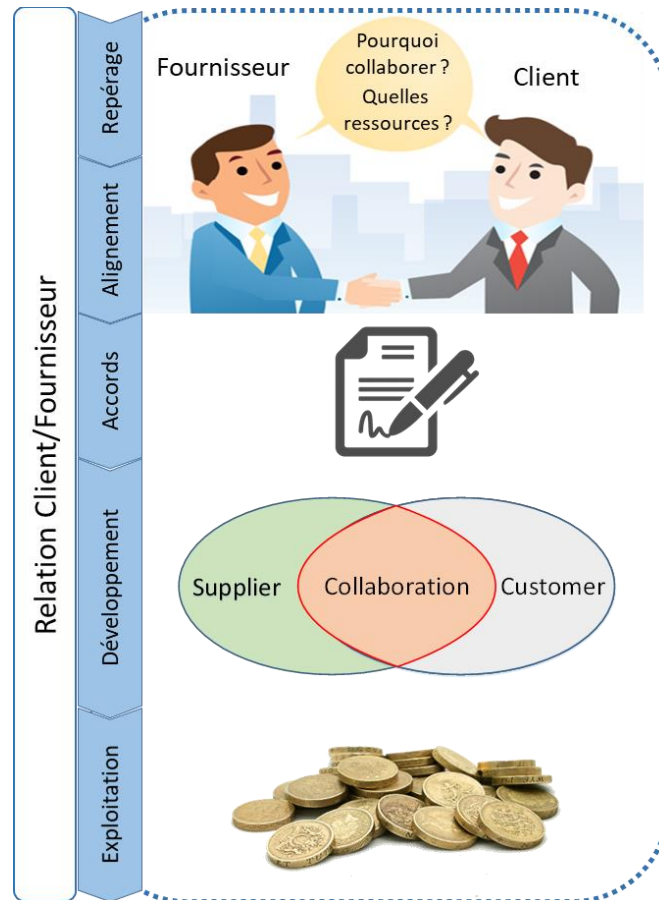 Relation Client/Fournisseur
Repérage
Alignement
Accords
Développement
Exploitation
Fournisseur
Pourquoi
collaborer ?
Quelles
ressources ?
Client
Supplier
Collaboration
Customer